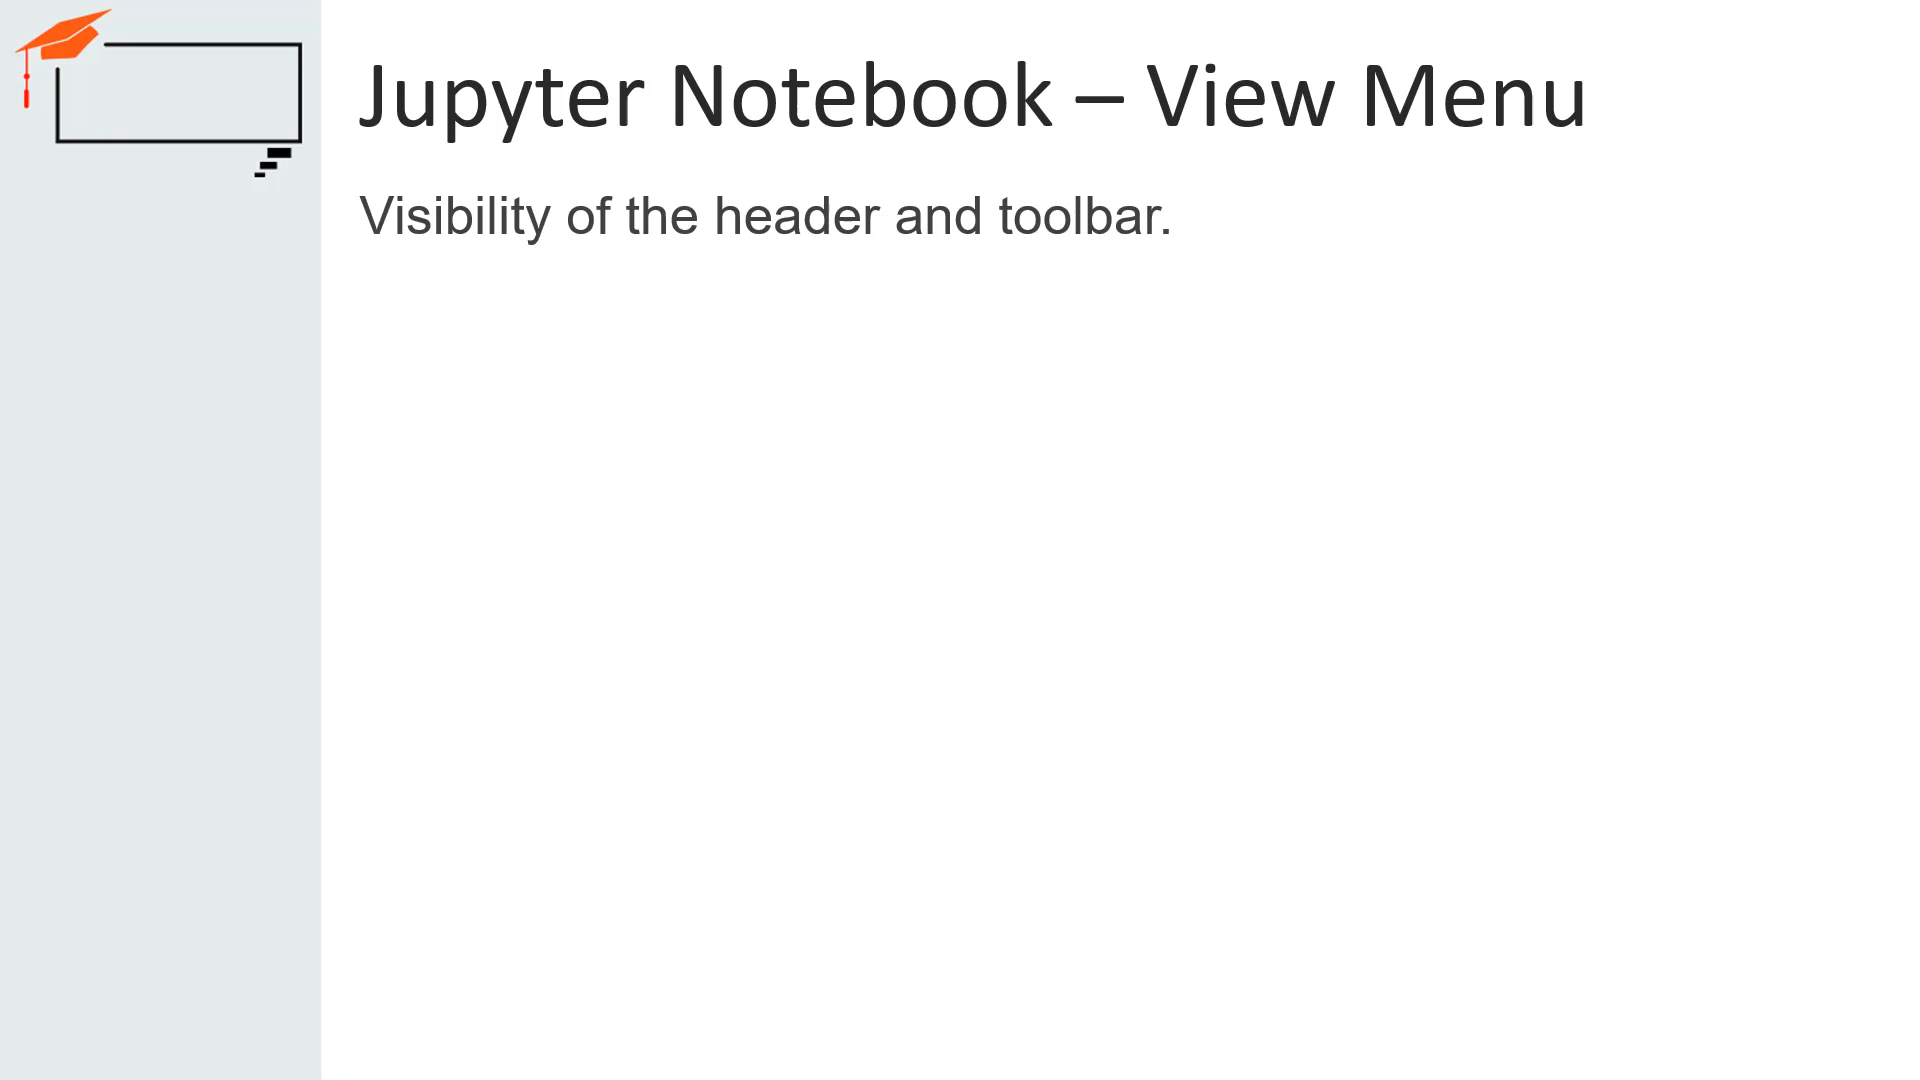 Jupyter Notebook – View Menu
Visibility of the header and toolbar.